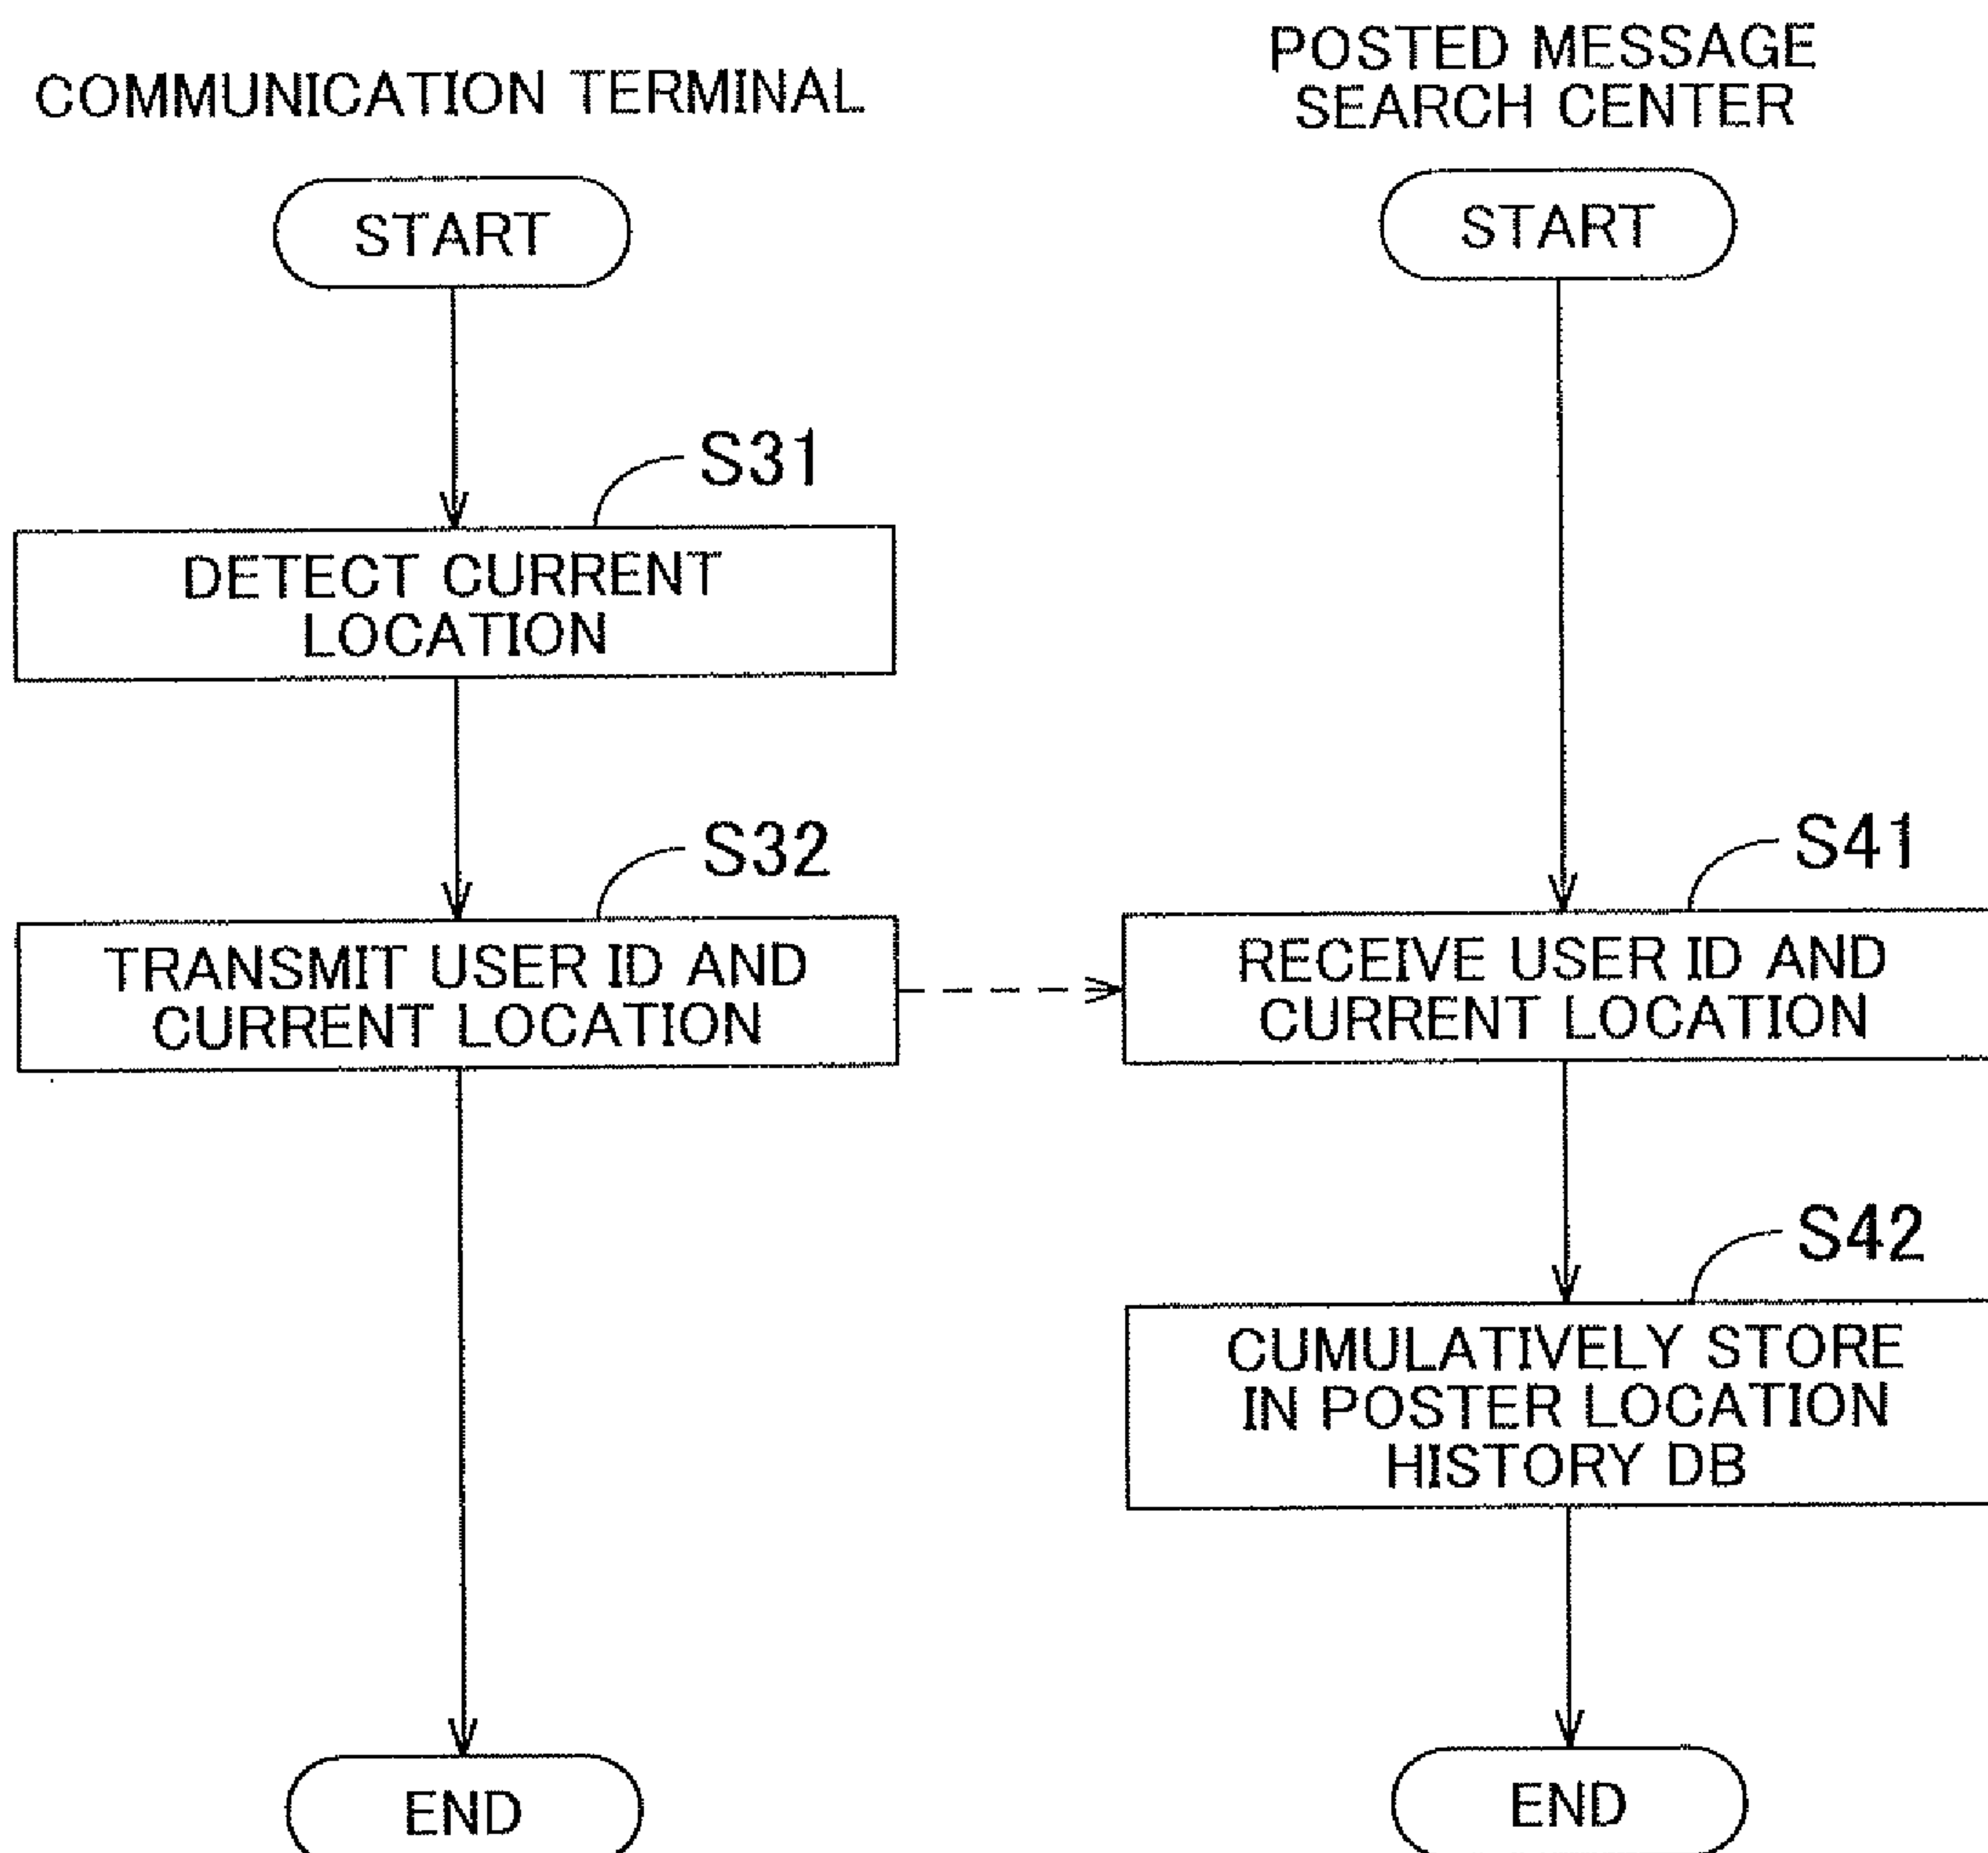 COMMUNICATION TERMINAL
START
S31
DETECT CURRENT
LOCATION
S32
TRANSMIT USER ID AND
CURRENT LOCATION
END
POSTED MESSAGE
SEARCH CENTER
START
S41
RECEIVE USER ID AND
CURRENT LOCATION
S42
CUMULATIVELY STORE
IN POSTER LOCATION
HISTORY DB
END